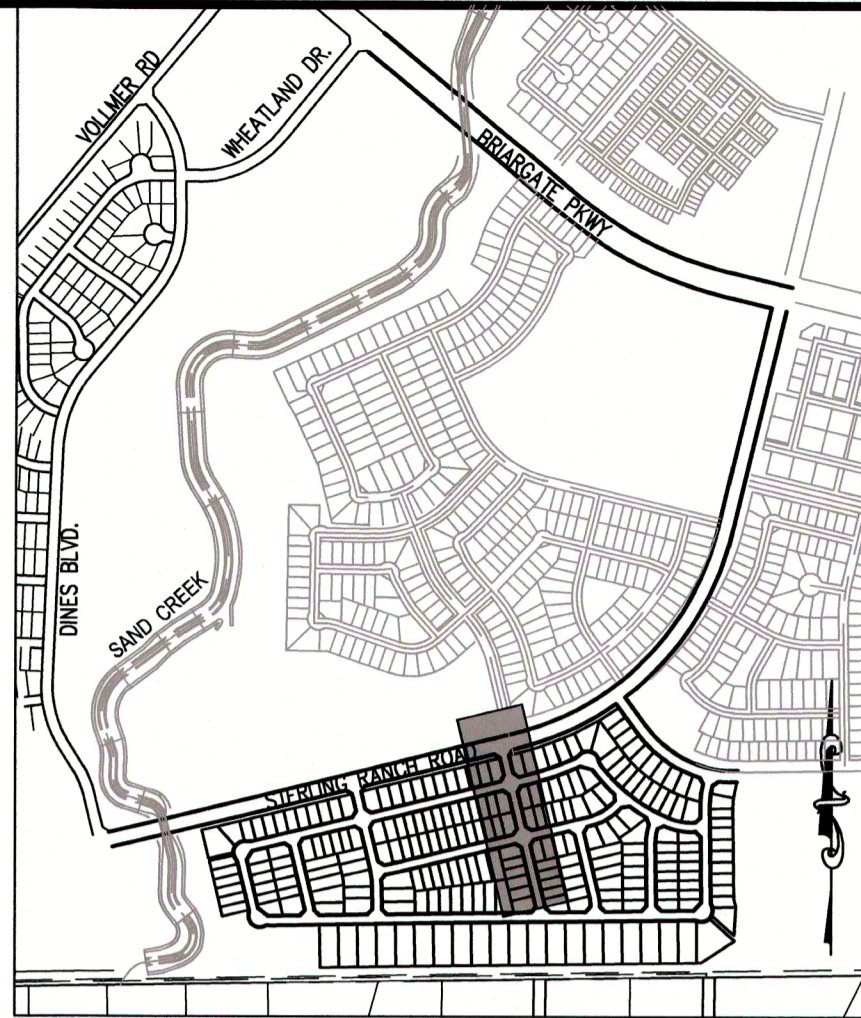 VOLLMER RD
WHEATLAND DR.
BRIARGATE PKWY
DINES BLVD.
SAND CREEK
STERLING RANCH ROAD